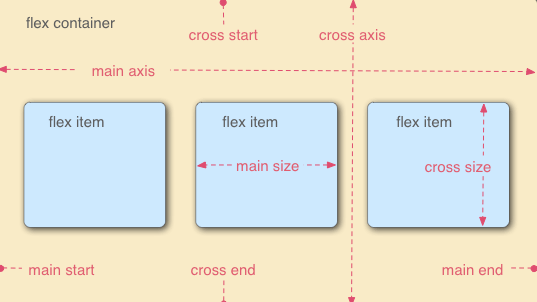 flex container
cross start
cross axis
main axis
flex item
flex item
flex item
main size
cross size
main start
cross end
main end